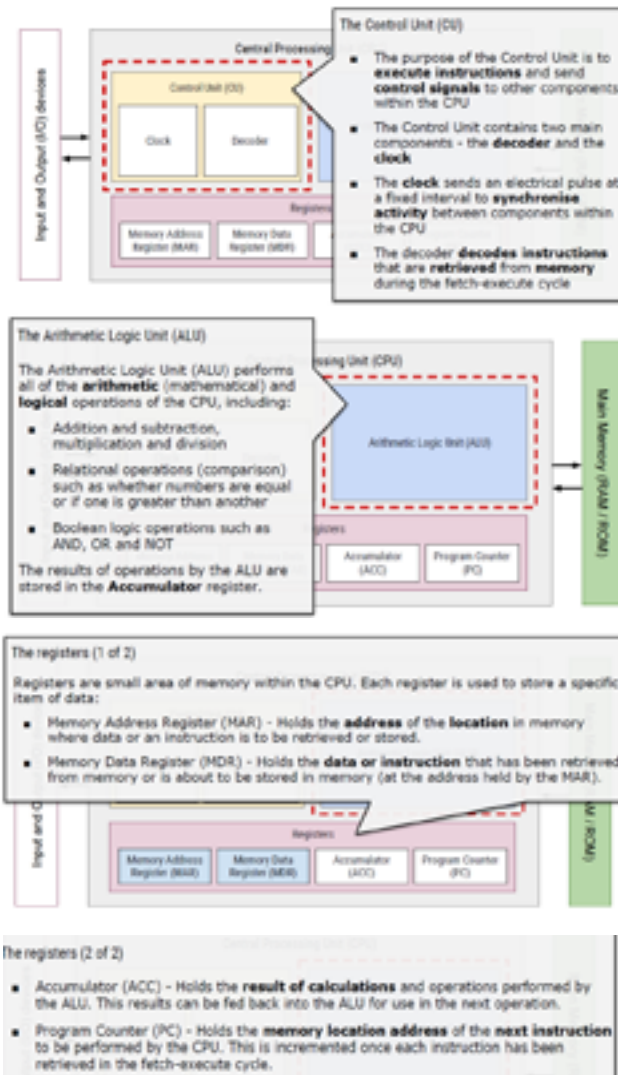 The Control Unit (CU)
Central Processing
Control Unit (CU)
Clock
Decoder
Input and Output (I/O) devices
Registers
Memory Address
Register (MAR)
Memory Data
Register (MDR)
▪ The purpose of the Control Unit is to
execute instructions and send
control signals to other components
within the CPU
▪ The Control Unit contains two main
components - the decoder and the
clock
▪ The clock sends an electrical pulse at
a fixed interval to synchronise
activity between components within
the CPU
▪ The decoder decodes instructions
that are retrieved from memory
during the fetch-execute cycle
The Arithmetic Logic Unit (ALU)
The Arithmetic Logic Unit (ALU) performs
all of the arithmetic (mathematical) and
logical operations of the CPU, including:
▪ Addition and subtraction,
multiplication and division
▪ Relational operations (comparison)
such as whether numbers are equal
or if one is greater than another
▪ Boolean logic operations such as
AND, OR and NOT
The results of operations by the ALU are
stored in the Accumulator register.
essing Unit (CPU)
Arithmetic Logic Unit (ALU)
gisters
Accumulator
(ACC)
Program Counter
(PC)
Main Memory (RAM / ROM)
The registers (1 of 2)
Registers are small area of memory within the CPU. Each register is used to store a specific
item of data:
▪ Memory Address Register (MAR) - Holds the address of the location in memory
where data or an instruction is to be retrieved or stored.
▪ Memory Data Register (MDR) - Holds the data or instruction that has been retrieved
from memory or is about to be stored in memory (at the address held by the MAR).
Input and O
Registers
Memory Address
Register (MAR)
Memory Data
Register (MDR)
Accumulator
(ACC)
Program Counter
(PC)
AM / ROM)
The registers (2 of 2)
▪ Accumulator (ACC) - Holds the result of calculations and operations performed by
the ALU. This results can be fed back into the ALU for use in the next operation.
▪ Program Counter (PC) - Holds the memory location address of the next instruction
to be performed by the CPU. This is incremented once each instruction has been
retrieved in the fetch-execute cycle.